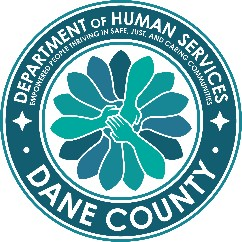 DEPARTMENT OF HUMAN SERVICES
EMPOWERED PEOPLE THRIVING IN SAFE, JUST, AND CARING COMMUNITIES
DANE COUNTY